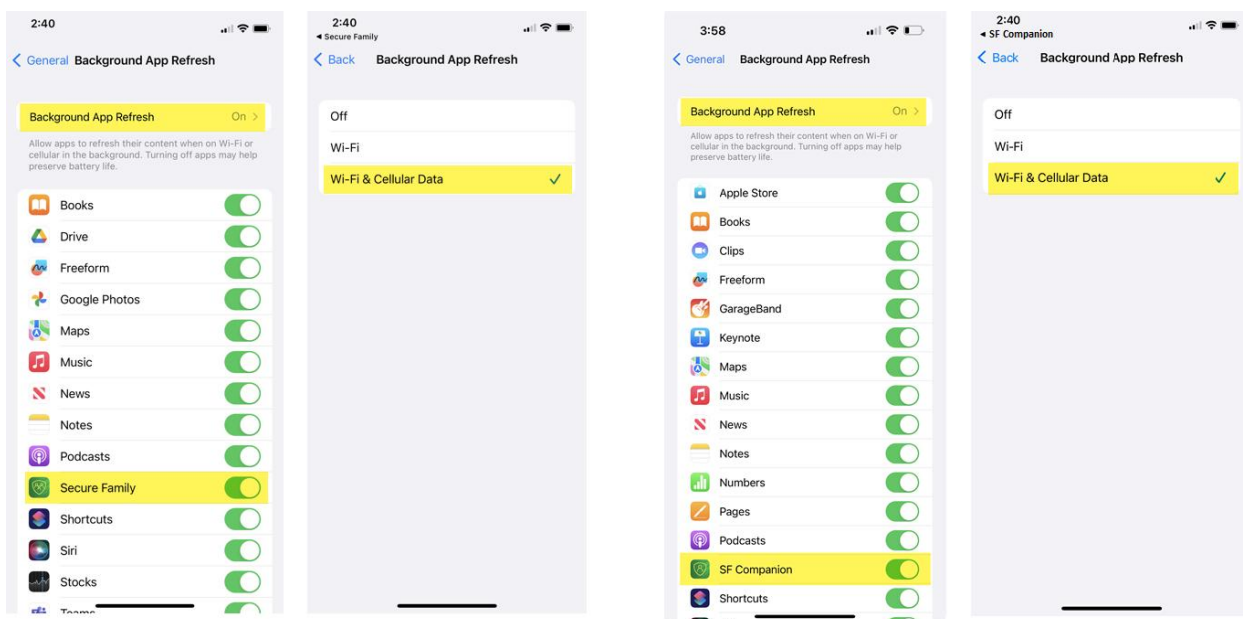 2:40
General Background App Refresh
Background App Refresh On
Allow apps to refresh their content when on Wi-Fi or
cellular in the background. Turning off apps may help
preserve battery life.
Books
Drive
Freeform
Google Photos
Maps
Music
News
Notes
Podcasts
Secure Family
Shortcuts
Siri
Stocks
Teams
2:40
Secure Family
Back Background App Refresh
Off
Wi-Fi
Wi-Fi & Cellular Data
3:58
General Background App Refresh
Background App Refresh On
Allow apps to refresh their content when on Wi-Fi or
cellular in the background. Turning off apps may help
preserve battery life.
Apple Store
Books
Clips
Freeform
GarageBand
Keynote
Maps
Music
News
Notes
Numbers
Pages
Podcasts
SF Companion
Shortcuts
2:40
SF Companion
Back Background App Refresh
Off
Wi-Fi
Wi-Fi & Cellular Data